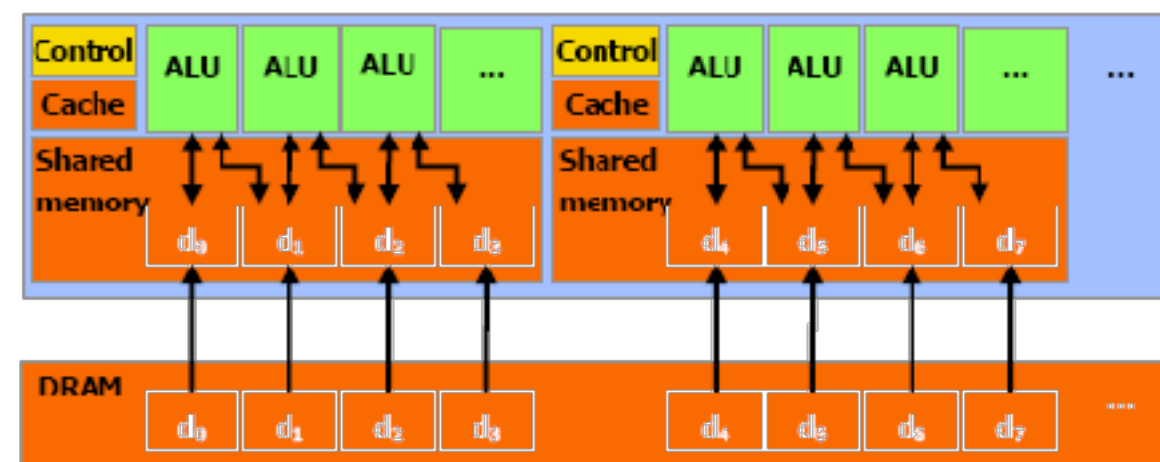 Control ALU ALU ALU ... Control ALU ALU ALU ... ...
Cache Cache
Shared Shared
memory memory
d₀ d₁ d₂ d₃ d₄ d₅ d₆ d₇
DRAM
d₀ d₁ d₂ d₃ d₄ d₅ d₆ d₇ ...